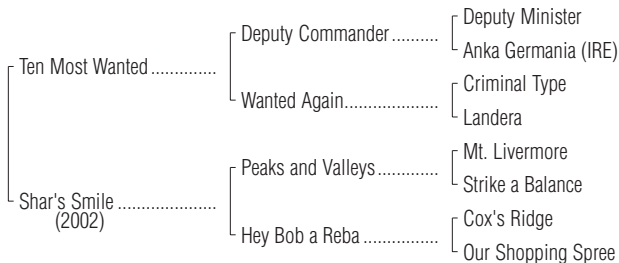 Deputy Minister
Deputy Commander..........
Anka Germania (IRE)
Ten Most Wanted..............
Criminal Type
Wanted Again....................
Landera
Mt. Livermore
Peaks and Valleys.............
Strike a Balance
Shar's Smile.....................
(2002)
Cox's Ridge
Hey Bob a Reba................
Our Shopping Spree